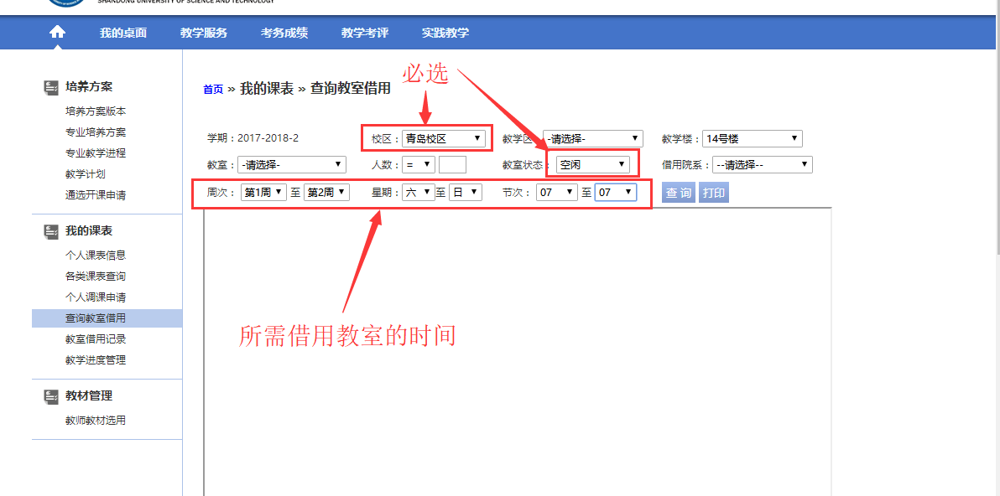 SHANDONG UNIVERSITY OF SCIENCE AND TECHNOLOGY
我的桌面 教学服务 考务成绩 教学考评 实践教学
必选
首页 » 我的课表 » 查询教室借用
培养方案
培养方案版本
专业培养方案
专业教学进程
教学计划
通选开课申请
我的课表
个人课表信息
各类课表查询
个人调课申请
查询教室借用
教室借用记录
教学进度管理
教材管理
教师教材选用
学期：2017-2018-2 校区：青岛校区 教学区 -请选择- 教学楼：14号楼
教室：-请选择- 人数：= 教室状态 空闲 借用院系：--请选择--
周次：第1周 至 第2周 星期：六 至 日 节次：07 至 07 查 询 打印
所需借用教室的时间